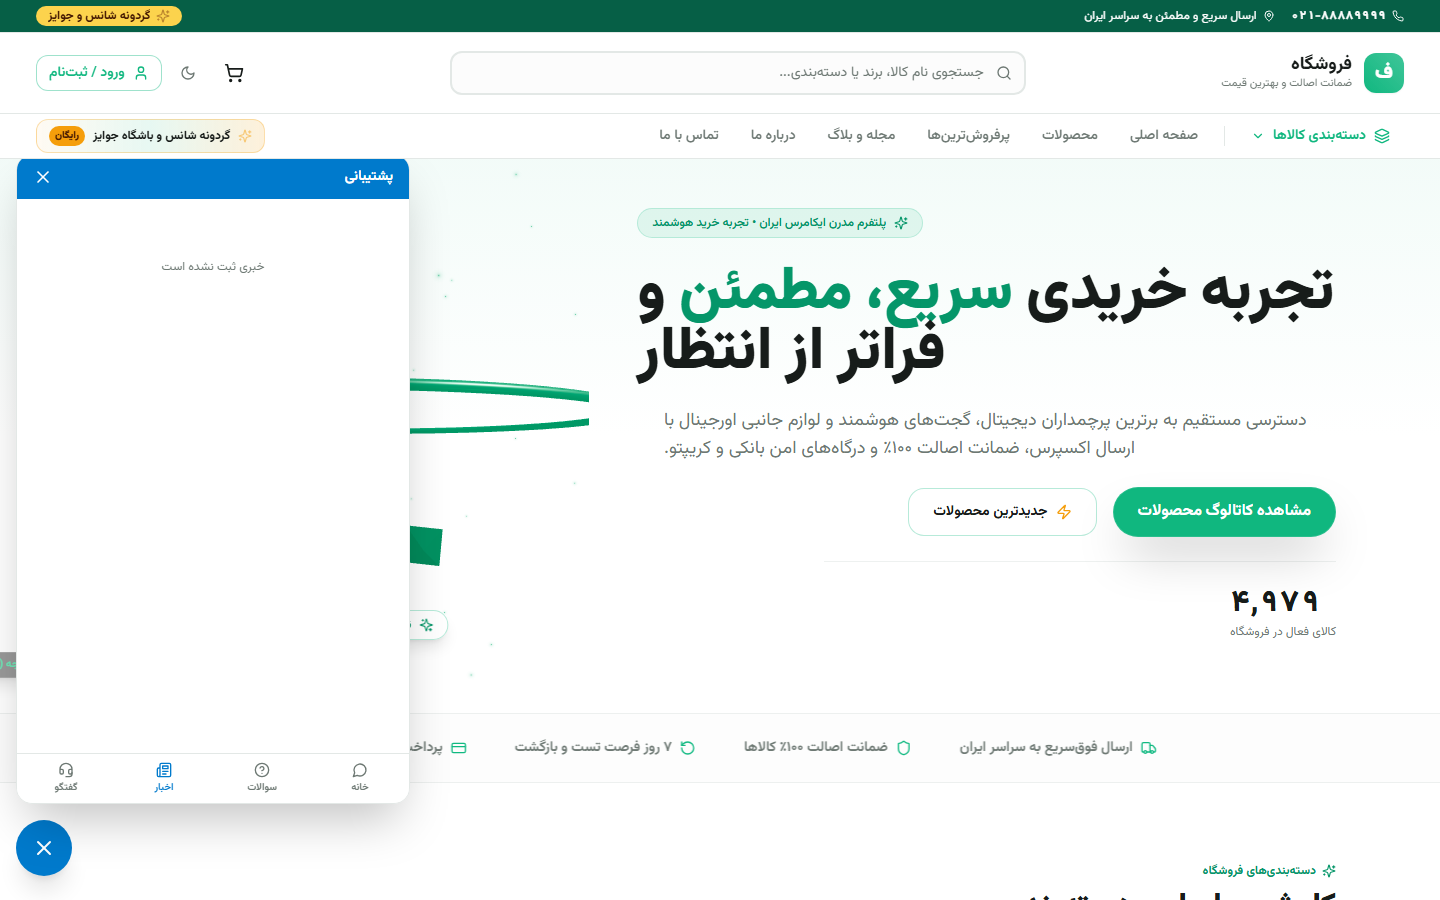 ۰۲۱-۸۸۸۸۹۹۹۹
ارسال سریع و مطمئن به سراسر ایران
گردونه شانس و جوایز
ف
فروشگاه
ضمانت اصالت و بهترین قیمت
جستجوی نام کالا، برند یا دسته‌بندی...
ورود / ثبت‌نام
دسته‌بندی کالاها
صفحه اصلی
محصولات
پرفروش‌ترین‌ها
مجله و بلاگ
درباره ما
تماس با ما
گردونه شانس و باشگاه جوایز
رایگان
پشتیبانی
خبری ثبت نشده است
خانه
سوالات
اخبار
گفتگو
پلتفرم مدرن ایکامرس ایران • تجربه خرید هوشمند
تجربه خریدی سریع، مطمئن و
فراتر از انتظار
دسترسی مستقیم به برترین پرچمداران دیجیتال، گجت‌های هوشمند و لوازم جانبی اورجینال با
ارسال اکسپرس، ضمانت اصالت ۱۰۰٪ و درگاه‌های امن بانکی و کریپتو.
مشاهده کاتالوگ محصولات
جدیدترین محصولات
۴,۹۷۹
کالای فعال در فروشگاه
ارسال فوق‌سریع به سراسر ایران
ضمانت اصالت ۱۰۰٪ کالاها
۷ روز فرصت تست و بازگشت
دسته‌بندی‌های فروشگاه